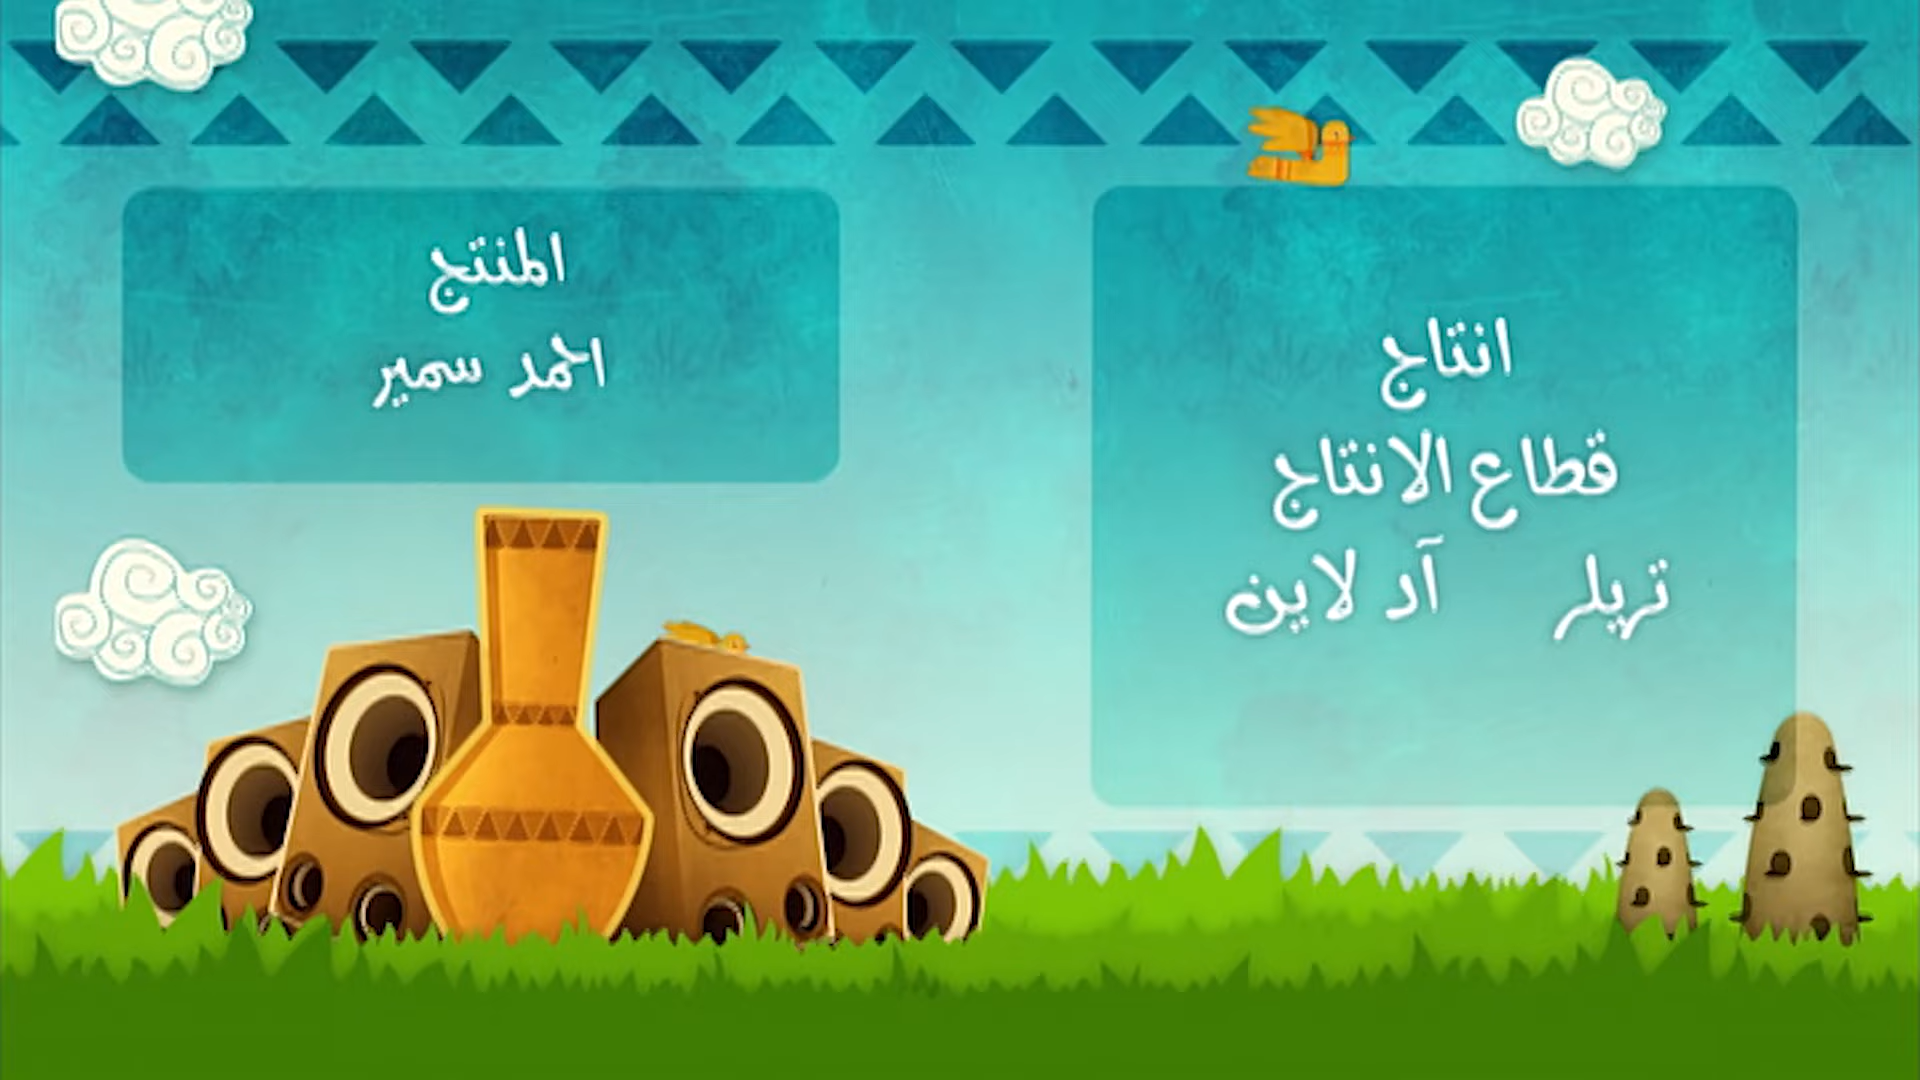 انتاج
قطاع الانتاج
تريلر آد لاين
المنتج
احمد سمير